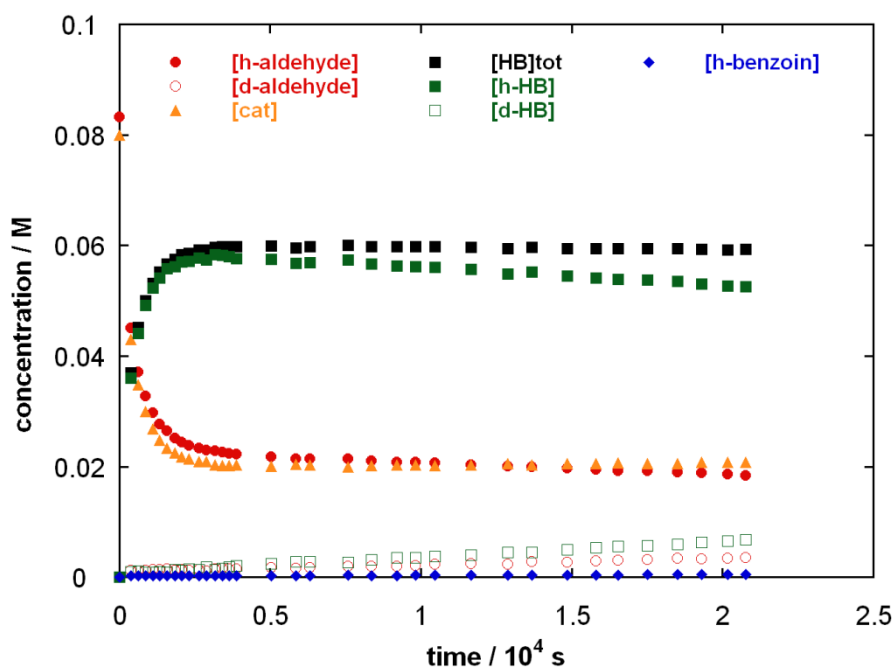 0.1
[h-aldehyde] [HB]tot [h-benzoin]
[d-aldehyde] [h-HB]
[cat] [d-HB]
0.08
0.06
0.04
0.02
0
concentration / M
0 0.5 1 1.5 2 2.5
time / 10⁴ s